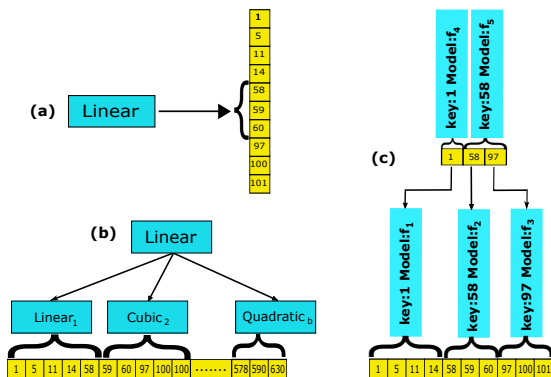 (a)
Linear
1
5
11
14
58
59
60
97
100
101
(b)
Linear
Linear1
Cubic2
Quadraticb
1 5 11 14 58 59 60 97 100 100 ....... 578 590 630
(c)
key:1 Model:f4
key:58 Model:f5
1 58 97
key:1 Model:f1
key:58 Model:f2
key:97 Model:f3
1 5 11 14 58 59 60 97 100 101